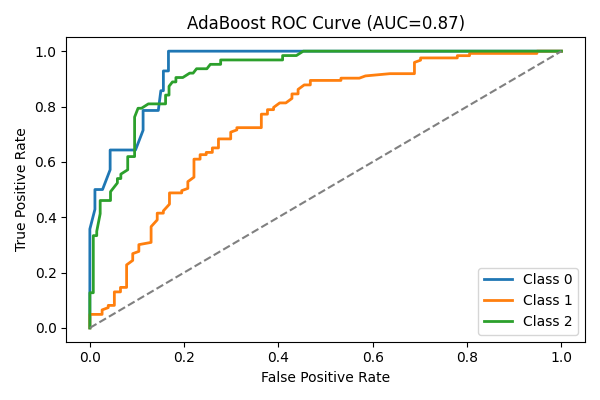 AdaBoost ROC Curve (AUC=0.87)
True Positive Rate
1.0
0.8
0.6
0.4
0.2
0.0
0.0 0.2 0.4 0.6 0.8 1.0
False Positive Rate
Class 0
Class 1
Class 2